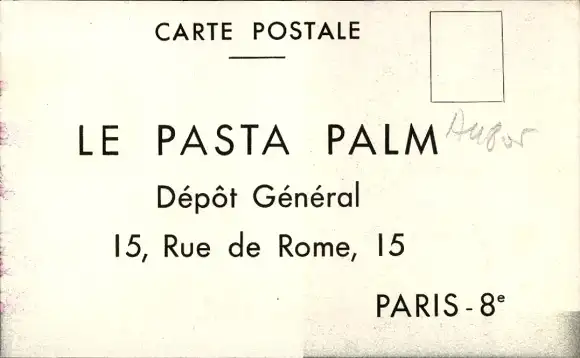 CARTE POSTALE
LE PASTA PALM
Dépôt Général
15, Rue de Rome, 15
PARIS - 8e